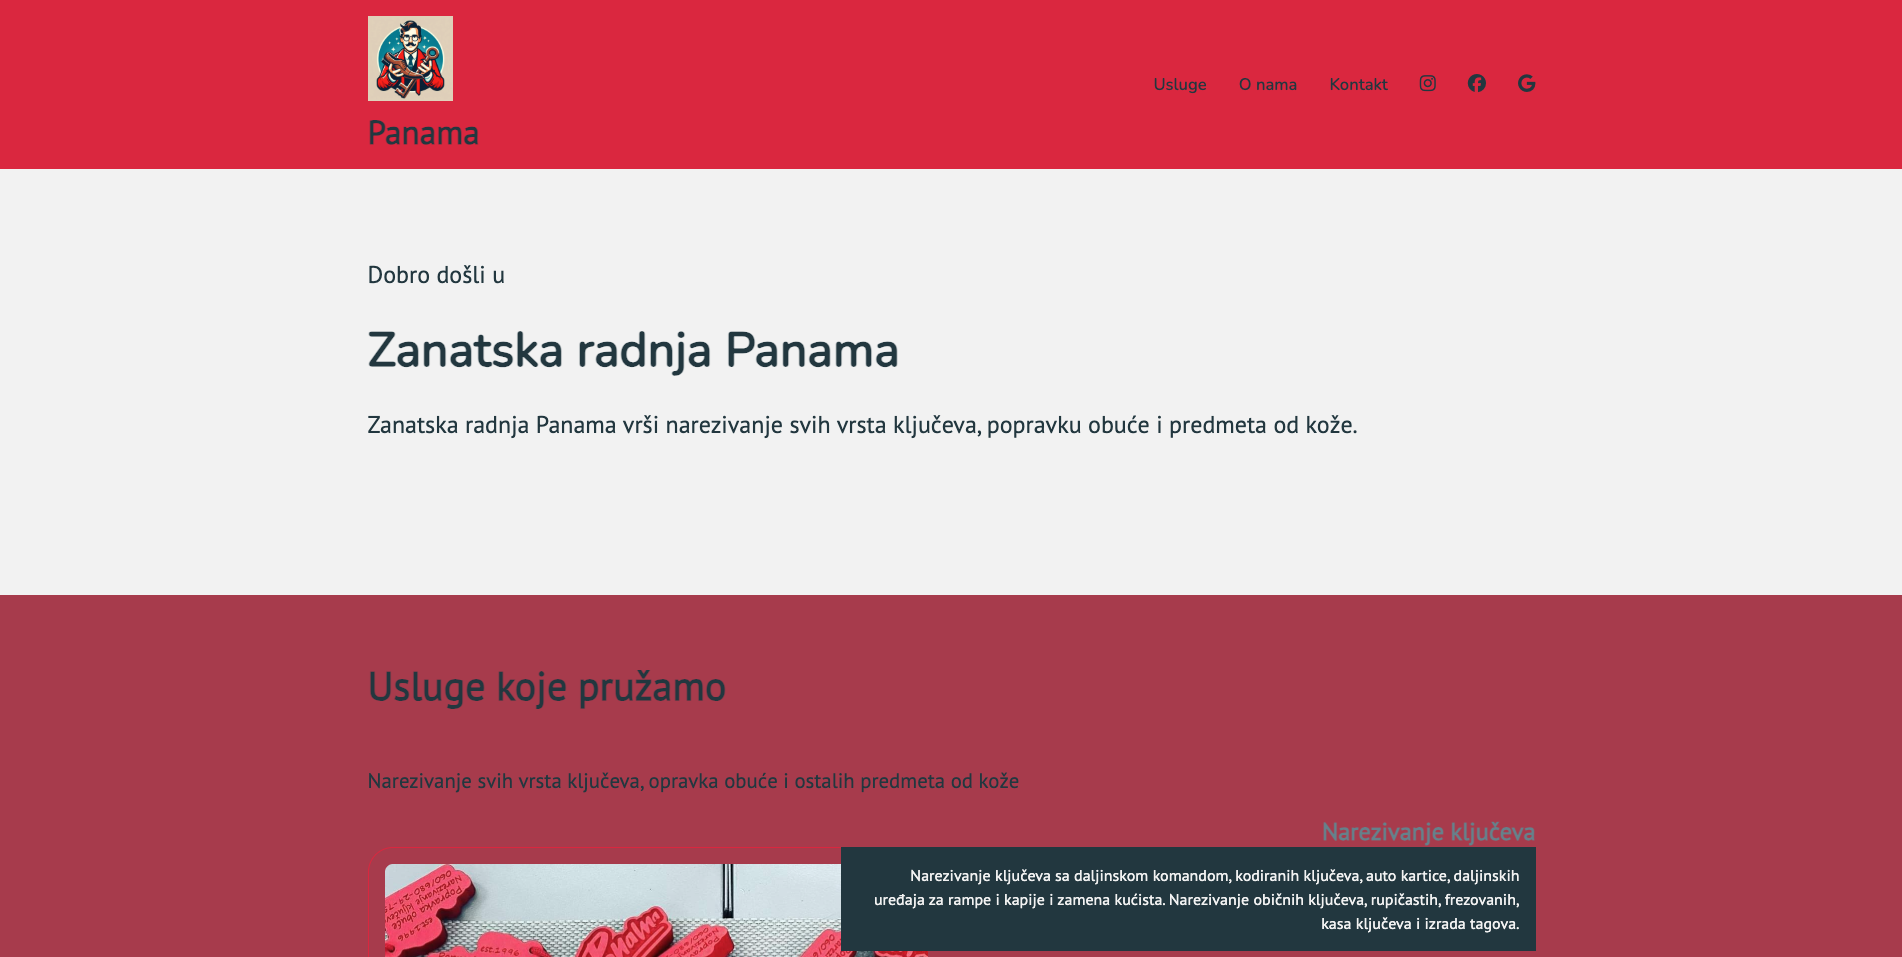 Panama
Usluge
O nama
Kontakt
Dobro došli u
Zanatska radnja Panama
Zanatska radnja Panama vrši narezivanje svih vrsta ključeva, popravku obuće i predmeta od kože.
Usluge koje pružamo
Narezivanje svih vrsta ključeva, opravka obuće i ostalih predmeta od kože
Narezivanje ključeva
Narezivanje ključeva sa daljinskom komandom, kodiranih ključeva, auto kartice, daljinskih
uređaja za rampe i kapije i zamena kućista. Narezivanje običnih ključeva, rupičastih, frezovanih,
kasa ključeva i izrada tagova.
Panama